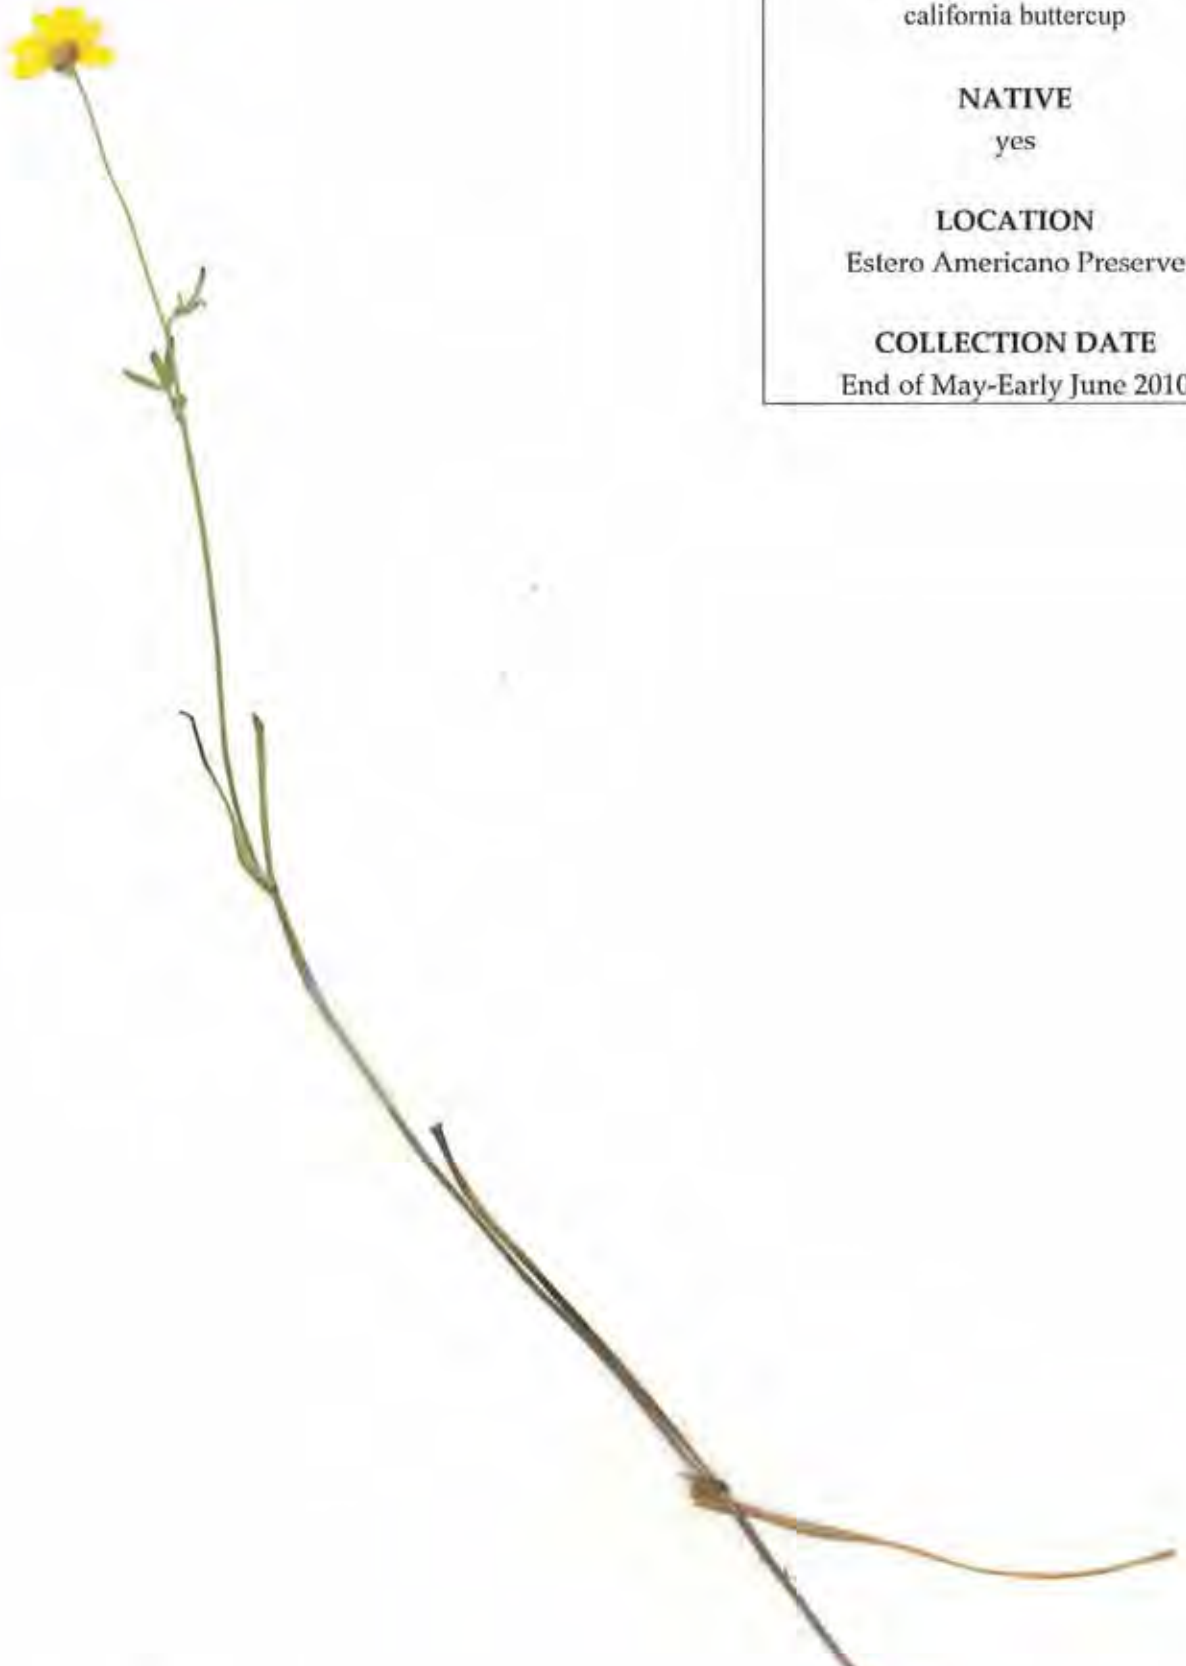 california buttercup
NATIVE
yes
LOCATION
Estero Americano Preserve
COLLECTION DATE
End of May-Early June 2010